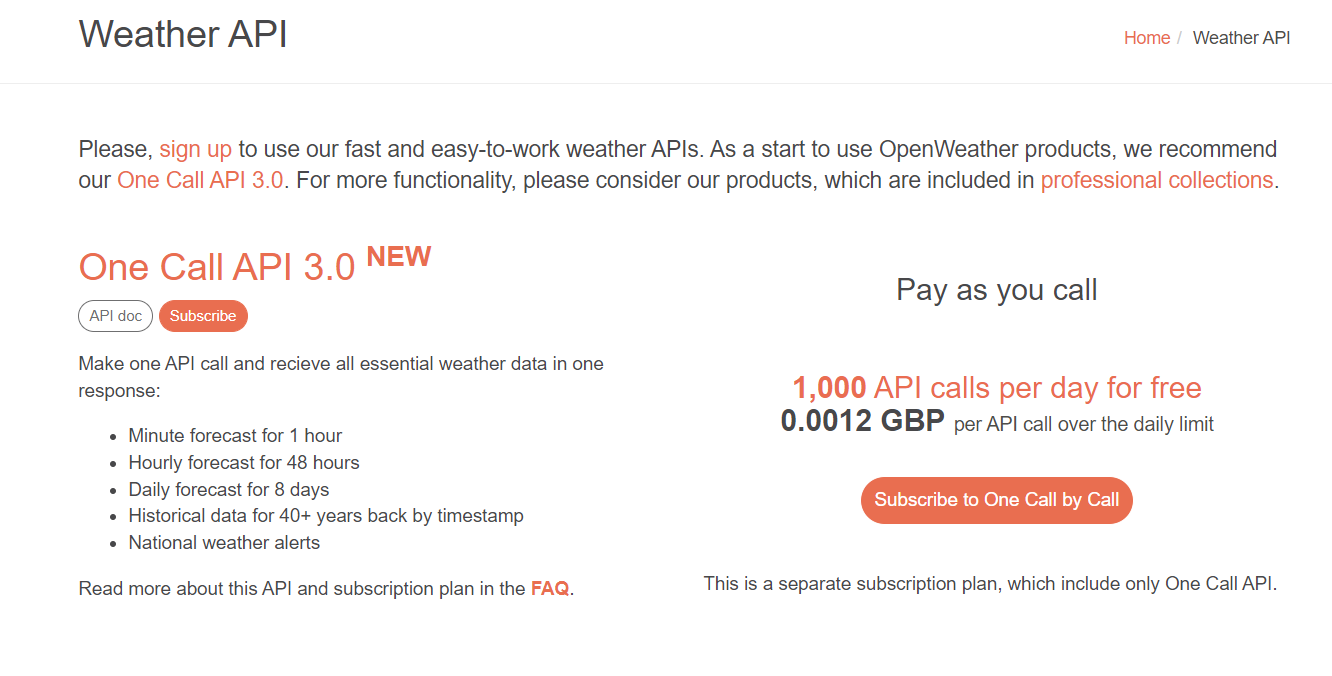 Weather API
Home / Weather API
Please, sign up to use our fast and easy-to-work weather APIs. As a start to use OpenWeather products, we recommend
our One Call API 3.0. For more functionality, please consider our products, which are included in professional collections.
One Call API 3.0 NEW
API doc Subscribe
Make one API call and recieve all essential weather data in one
response:
• Minute forecast for 1 hour
• Hourly forecast for 48 hours
• Daily forecast for 8 days
• Historical data for 40+ years back by timestamp
• National weather alerts
Read more about this API and subscription plan in the FAQ.
Pay as you call
1,000 API calls per day for free
0.0012 GBP per API call over the daily limit
Subscribe to One Call by Call
This is a separate subscription plan, which include only One Call API.